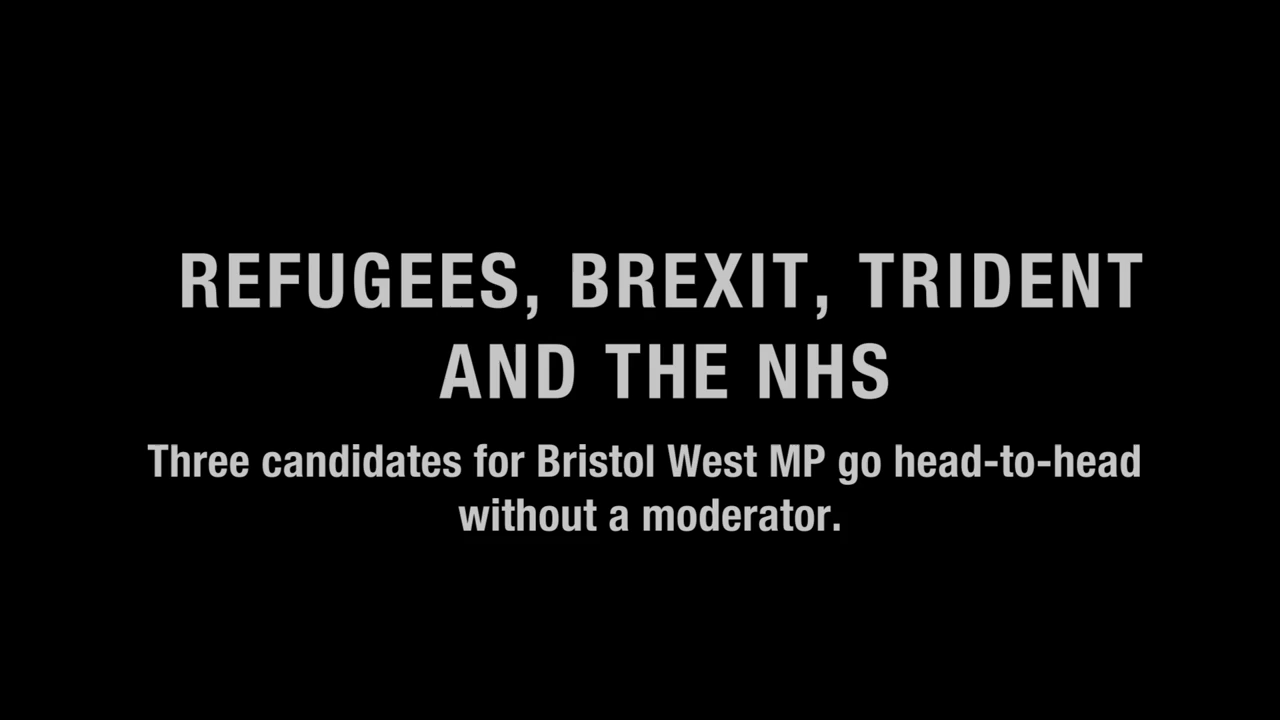 REFUGEES, BREXIT, TRIDENT
AND THE NHS
Three candidates for Bristol West MP go head-to-head
without a moderator.